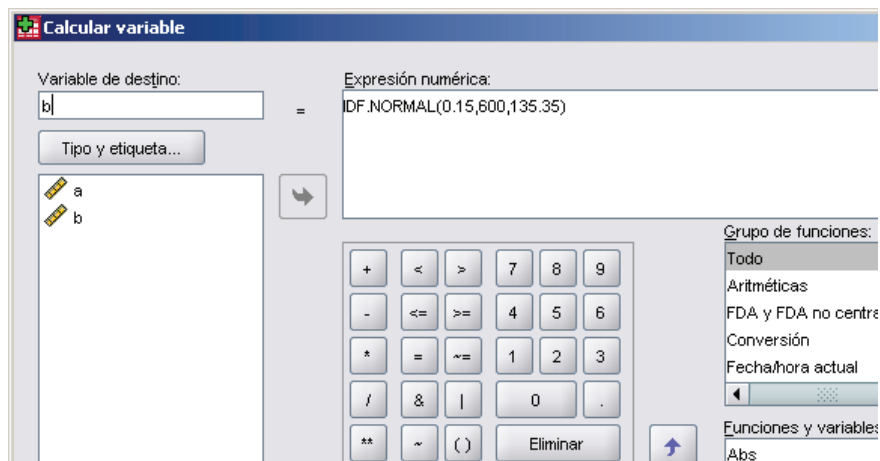 Calcular variable
Variable de destino:
b
Tipo y etiqueta...
a
b
=
Expresión numérica:
IDF.NORMAL(0.15,600,135.35)
+ < > 7 8 9
- <= >= 4 5 6
* = ~= 1 2 3
/ & | 0 .
** ~ ( ) Eliminar
Grupo de funciones:
Todo
Aritméticas
FDA y FDA no centra
Conversión
Fecha/hora actual
Funciones y variables
Abs